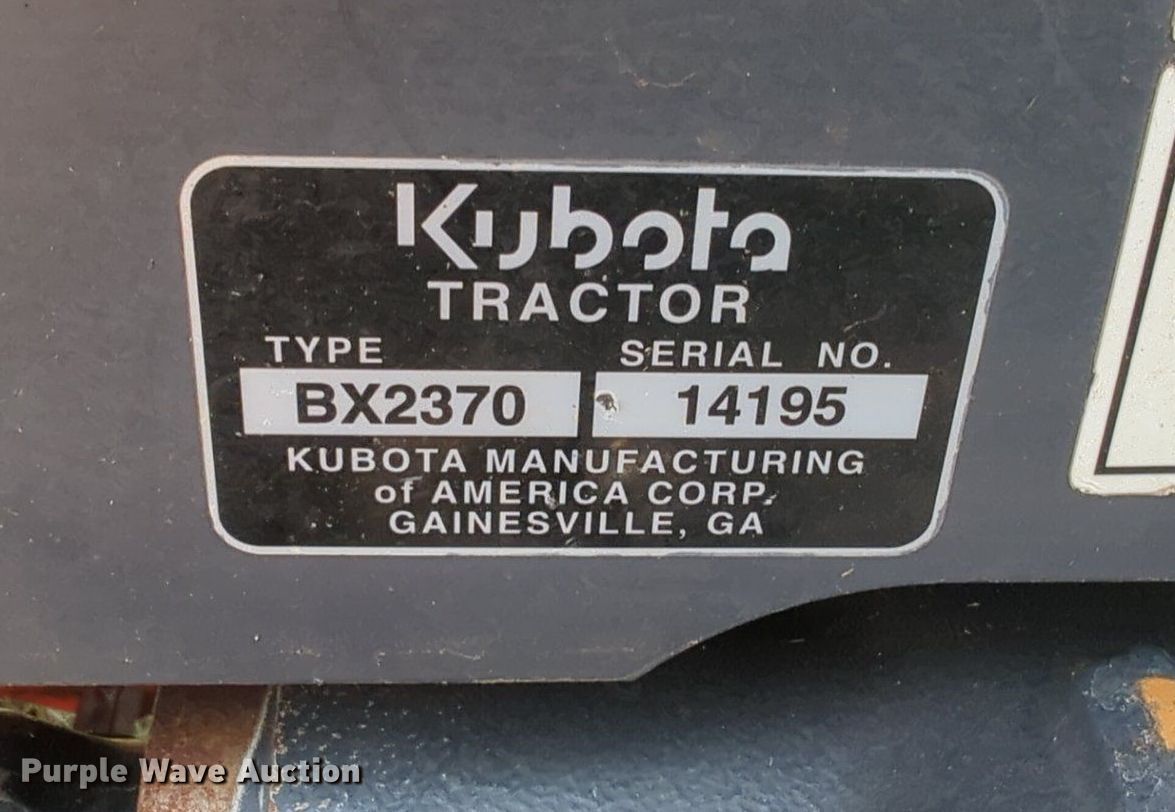 Kubota
TRACTOR
TYPE SERIAL NO.
BX2370 14195
KUBOTA MANUFACTURING
of AMERICA CORP.
GAINESVILLE, GA
Purple Wave Auction